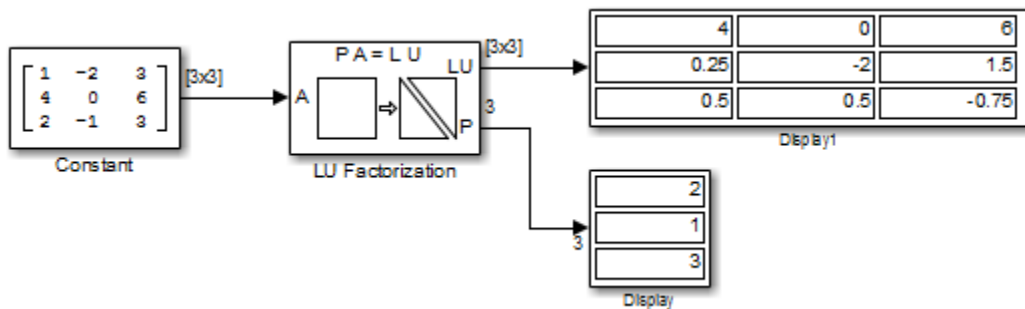 1 −2 3
4 0 6
2 −1 3
[3x3]
Constant
P A = L U
A
LU
P
LU Factorization
[3x3]
3
4 0 6
0.25 -2 1.5
0.5 0.5 -0.75
Display1
3
2
1
3
Display